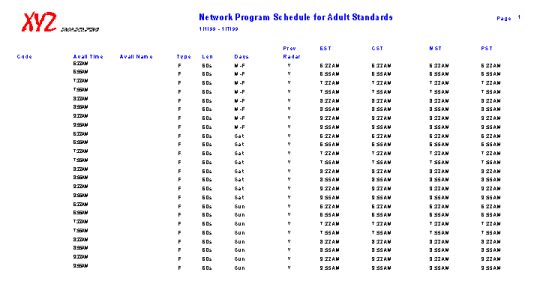 XYZ Network Program Schedule for Adult Standards Page 1
1/1/99 - 1/7/99
Prev EST CST MST PST
Code Avail Time Avail Name Type Len Days Radar
6:22AM F 60s M-F Y 6:22AM 6:22AM 6:22AM 6:22AM
6:55AM F 60s M-F Y 6:55AM 6:55AM 6:55AM 6:55AM
7:22AM F 60s M-F Y 7:22AM 7:22AM 7:22AM 7:22AM
7:55AM F 60s M-F Y 7:55AM 7:55AM 7:55AM 7:55AM
8:22AM F 60s M-F Y 8:22AM 8:22AM 8:22AM 8:22AM
8:55AM F 60s M-F Y 8:55AM 8:55AM 8:55AM 8:55AM
9:22AM F 60s M-F Y 9:22AM 9:22AM 9:22AM 9:22AM
9:55AM F 60s M-F Y 9:55AM 9:55AM 9:55AM 9:55AM
6:22AM F 60s Sat Y 6:22AM 6:22AM 6:22AM 6:22AM
6:55AM F 60s Sat Y 6:55AM 6:55AM 6:55AM 6:55AM
7:22AM F 60s Sat Y 7:22AM 7:22AM 7:22AM 7:22AM
7:55AM F 60s Sat Y 7:55AM 7:55AM 7:55AM 7:55AM
8:22AM F 60s Sat Y 8:22AM 8:22AM 8:22AM 8:22AM
8:55AM F 60s Sat Y 8:55AM 8:55AM 8:55AM 8:55AM
9:22AM F 60s Sat Y 9:22AM 9:22AM 9:22AM 9:22AM
9:55AM F 60s Sat Y 9:55AM 9:55AM 9:55AM 9:55AM
6:22AM F 60s Sun Y 6:22AM 6:22AM 6:22AM 6:22AM
6:55AM F 60s Sun Y 6:55AM 6:55AM 6:55AM 6:55AM
7:22AM F 60s Sun Y 7:22AM 7:22AM 7:22AM 7:22AM
7:55AM F 60s Sun Y 7:55AM 7:55AM 7:55AM 7:55AM
8:22AM F 60s Sun Y 8:22AM 8:22AM 8:22AM 8:22AM
8:55AM F 60s Sun Y 8:55AM 8:55AM 8:55AM 8:55AM
9:22AM F 60s Sun Y 9:22AM 9:22AM 9:22AM 9:22AM
9:55AM F 60s Sun Y 9:55AM 9:55AM 9:55AM 9:55AM